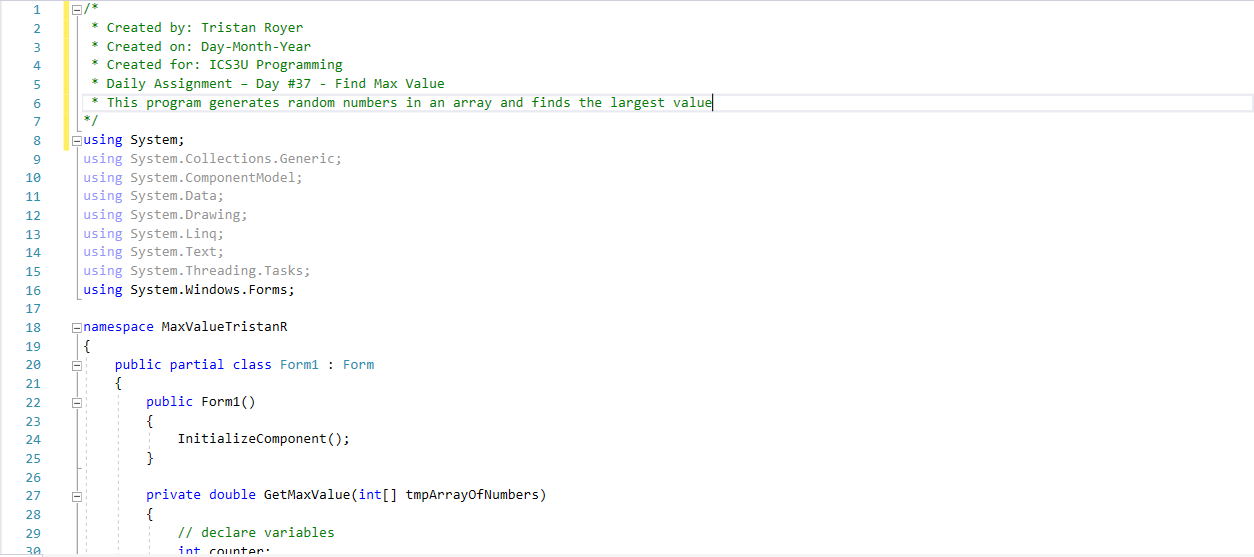 1 /*
2 * Created by: Tristan Royer
3 * Created on: Day-Month-Year
4 * Created for: ICS3U Programming
5 * Daily Assignment – Day #37 - Find Max Value
6 * This program generates random numbers in an array and finds the largest value
7 */
8 using System;
9 using System.Collections.Generic;
10 using System.ComponentModel;
11 using System.Data;
12 using System.Drawing;
13 using System.Linq;
14 using System.Text;
15 using System.Threading.Tasks;
16 using System.Windows.Forms;
17
18 namespace MaxValueTristanR
19 {
20 public partial class Form1 : Form
21 {
22 public Form1()
23 {
24 InitializeComponent();
25 }
26
27 private double GetMaxValue(int[] tmpArrayOfNumbers)
28 {
29 // declare variables
30 int counter;